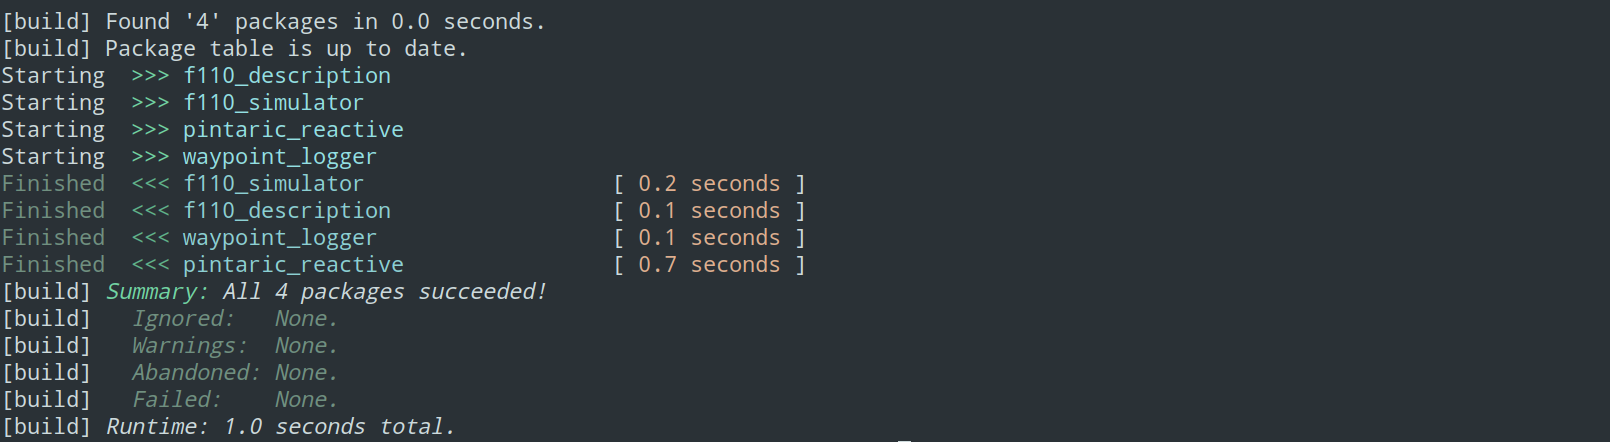 [build] Found '4' packages in 0.0 seconds.
[build] Package table is up to date.
Starting  >>> f110_description
Starting  >>> f110_simulator
Starting  >>> pintaric_reactive
Starting  >>> waypoint_logger
Finished  <<< f110_simulator                   [ 0.2 seconds ]
Finished  <<< f110_description                 [ 0.1 seconds ]
Finished  <<< waypoint_logger                  [ 0.1 seconds ]
Finished  <<< pintaric_reactive                [ 0.7 seconds ]
[build] Summary: All 4 packages succeeded!
[build]   Ignored:   None.
[build]   Warnings:  None.
[build]   Abandoned: None.
[build]   Failed:    None.
[build] Runtime: 1.0 seconds total.